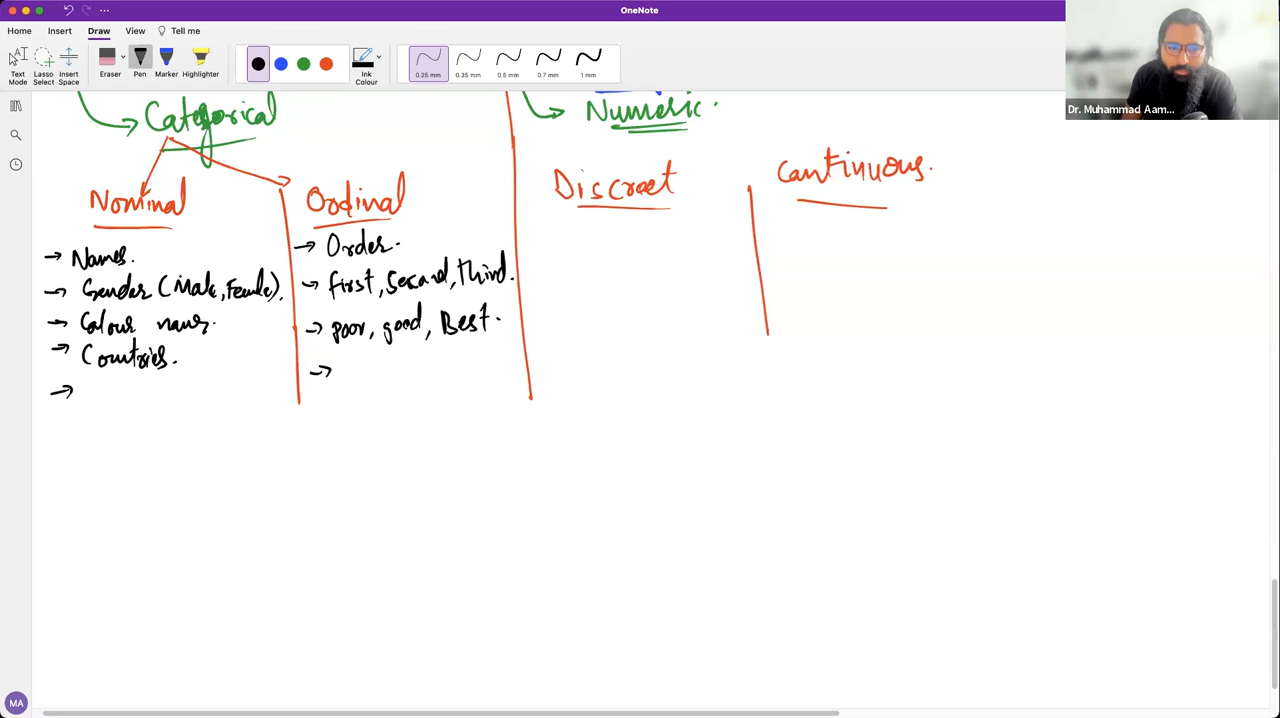 OneNote
Home Insert Draw View Tell me
Text Mode Lasso Select Insert Space Eraser Pen Marker Highlighter Ink Colour 0.25 mm 0.35 mm 0.5 mm 0.7 mm 1 mm
Dr. Muhammad Aam...
Categorical
Numeric.
Nominal
Ordinal
Discreet
Continuous.
→ Names.
→ Gender (Male, Female).
→ Colour names.
→ Countries.
→
→ Order.
→ first, Second, third.
→ poor, good, Best.
→
MA